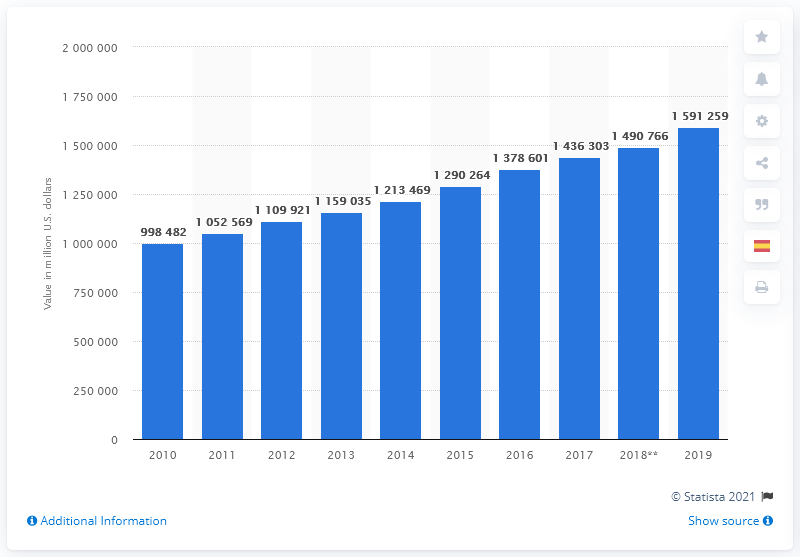 2 000 000
1 750 000
1 500 000
1 250 000
1 000 000
750 000
500 000
250 000
0
Value in million U.S. dollars
998 482
1 052 569
1 109 921
1 159 035
1 213 469
1 290 264
1 378 601
1 436 303
1 490 766
1 591 259
2010 2011 2012 2013 2014 2015 2016 2017 2018** 2019
© Statista 2021
Additional Information
Show source